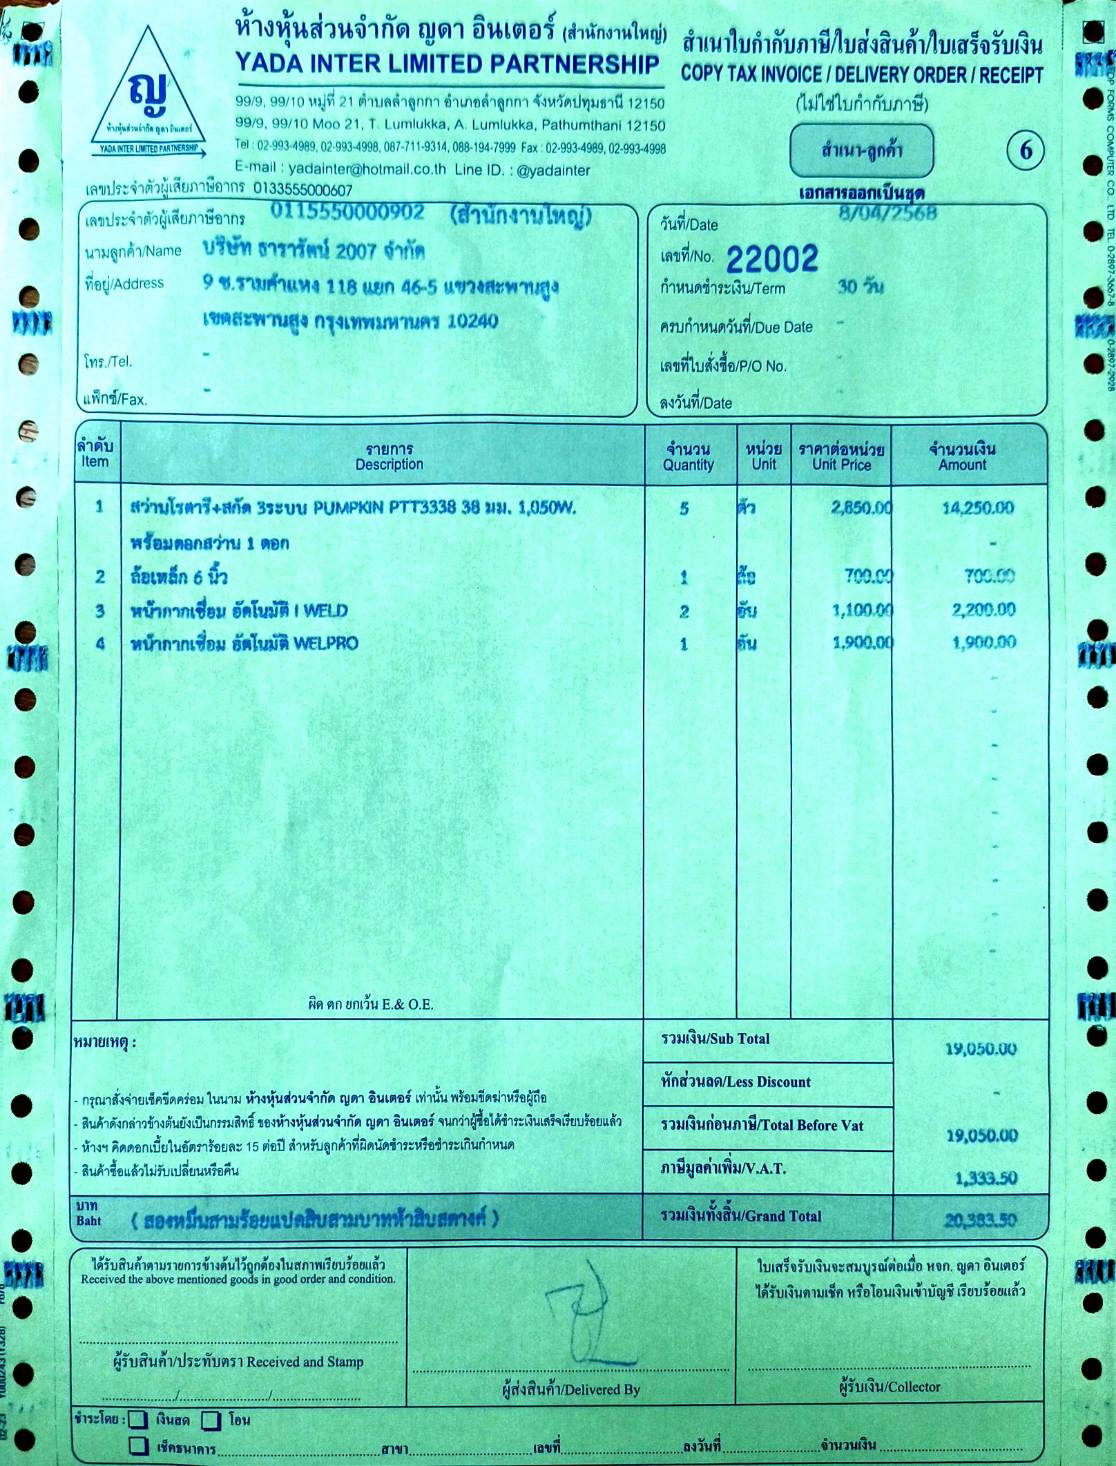 ห้างหุ้นส่วนจำกัด ญดา อินเตอร์ (สำนักงานใหญ่)
YADA INTER LIMITED PARTNERSHIP
ญ
ห้างหุ้นส่วนจำกัด ญดา อินเตอร์
YADA INTER LIMITED PARTNERSHIP
99/9, 99/10 หมู่ที่ 21 ตำบลลำลูกกา อำเภอลำลูกกา จังหวัดปทุมธานี 12150
99/9, 99/10 Moo 21, T. Lumlukka, A. Lumlukka, Pathumthani 12150
Tel : 02-993-4989, 02-993-4998, 087-711-9314, 088-194-7999 Fax : 02-993-4989, 02-993-4998
E-mail : yadainter@hotmail.co.th Line ID. : @yadainter
เลขประจำตัวผู้เสียภาษีอากร 0133555000607
สำเนาใบกำกับภาษี/ใบส่งสินค้า/ใบเสร็จรับเงิน
COPY TAX INVOICE / DELIVERY ORDER / RECEIPT
(ไม่ใช่ใบกำกับภาษี)
สำเนา-ลูกค้า
6
เอกสารออกเป็นชุด
เลขประจำตัวผู้เสียภาษีอากร 0115550000902 (สำนักงานใหญ่)
นามลูกค้า/Name บริษัท ธารารัตน์ 2007 จำกัด
ที่อยู่/Address 9 ซ.รามคำแหง 118 แยก 46-5 แขวงสะพานสูง
เขตสะพานสูง กรุงเทพมหานคร 10240
โทร./Tel. -
แฟ็กซ์/Fax. -
วันที่/Date 8/04/2568
เลขที่/No. 22002
กำหนดชำระเงิน/Term 30 วัน
ครบกำหนดวันที่/Due Date -
เลขที่ใบสั่งซื้อ/P/O No. -
ลงวันที่/Date
ลำดับ รายการ จำนวน หน่วย ราคาต่อหน่วย จำนวนเงิน
Item Description Quantity Unit Unit Price Amount
1 สว่านโรตารี่+สกัด 3ระบบ PUMPKIN PTT3338 38 มม. 1,050W. 5 ตัว 2,850.00 14,250.00
พร้อมดอกสว่าน 1 ดอก -
2 ล้อเหล็ก 6 นิ้ว 1 ล้อ 700.00 700.00
3 หน้ากากเชื่อม อัตโนมัติ I WELD 2 อัน 1,100.00 2,200.00
4 หน้ากากเชื่อม อัตโนมัติ WELPRO 1 อัน 1,900.00 1,900.00
ผิด ตก ยกเว้น E.& O.E.
หมายเหตุ :
- กรุณาสั่งจ่ายเช็คขีดคร่อม ในนาม ห้างหุ้นส่วนจำกัด ญดา อินเตอร์ เท่านั้น พร้อมขีดฆ่าหรือผู้ถือ
- สินค้าดังกล่าวข้างต้นยังเป็นกรรมสิทธิ์ ของห้างหุ้นส่วนจำกัด ญดา อินเตอร์ จนกว่าผู้ซื้อได้ชำระเงินเสร็จเรียบร้อยแล้ว
- ห้างฯ คิดดอกเบี้ยในอัตราร้อยละ 15 ต่อปี สำหรับลูกค้าที่ผิดนัดชำระหรือชำระเกินกำหนด
- สินค้าซื้อแล้วไม่รับเปลี่ยนหรือคืน
รวมเงิน/Sub Total 19,050.00
หักส่วนลด/Less Discount -
รวมเงินก่อนภาษี/Total Before Vat 19,050.00
ภาษีมูลค่าเพิ่ม/V.A.T. 1,333.50
บาท
Baht ( สองหมื่นสามร้อยแปดสิบสามบาทห้าสิบสตางค์ )
รวมเงินทั้งสิ้น/Grand Total 20,383.50
ได้รับสินค้าตามรายการข้างต้นไว้ถูกต้องในสภาพเรียบร้อยแล้ว
Received the above mentioned goods in good order and condition.
ผู้รับสินค้า/ประทับตรา Received and Stamp
ผู้ส่งสินค้า/Delivered By
ใบเสร็จรับเงินจะสมบูรณ์ต่อเมื่อ หจก. ญดา อินเตอร์
ได้รับเงินตามเช็ค หรือโอนเงินเข้าบัญชี เรียบร้อยแล้ว
ผู้รับเงิน/Collector
ชำระโดย : เงินสด โอน
เช็คธนาคาร สาขา เลขที่ ลงวันที่ จำนวนเงิน